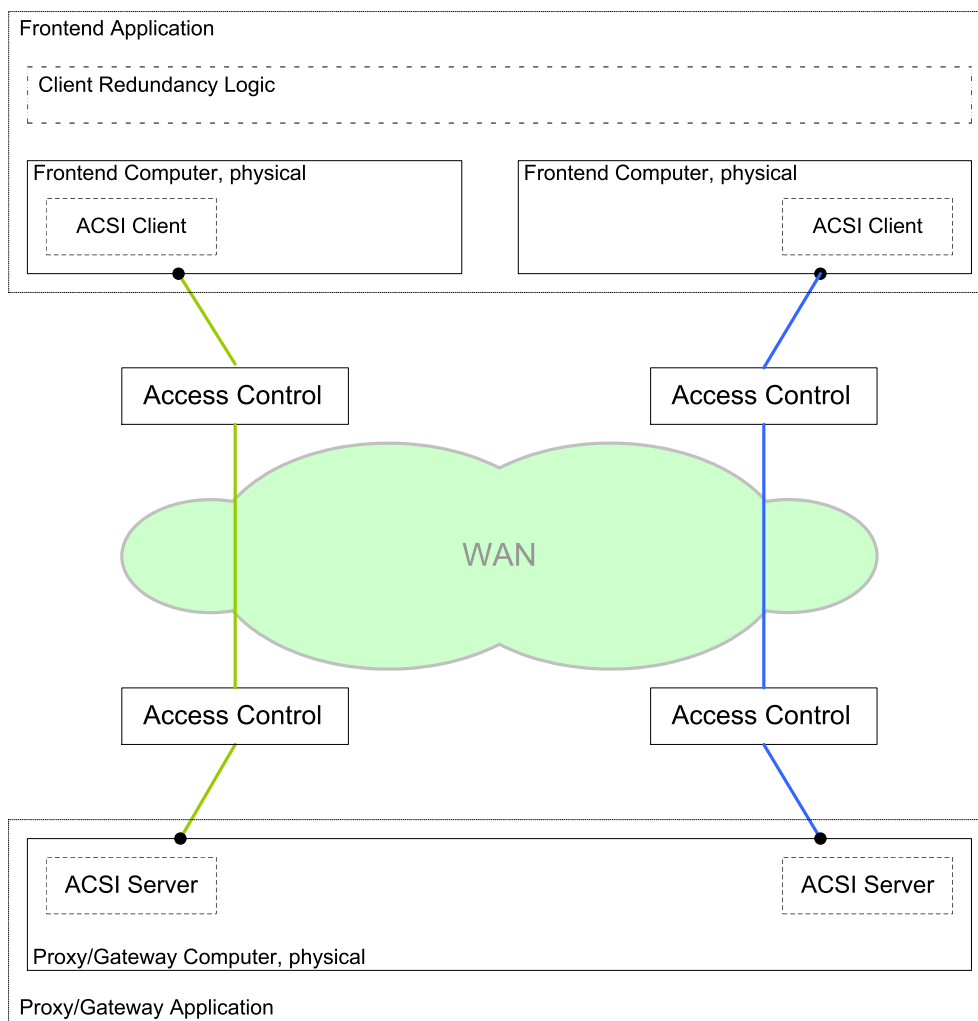 Frontend Application
Client Redundancy Logic
Frontend Computer, physical
Frontend Computer, physical
ACSI Client
ACSI Client
Access Control
Access Control
WAN
Access Control
Access Control
ACSI Server
ACSI Server
Proxy/Gateway Computer, physical
Proxy/Gateway Application